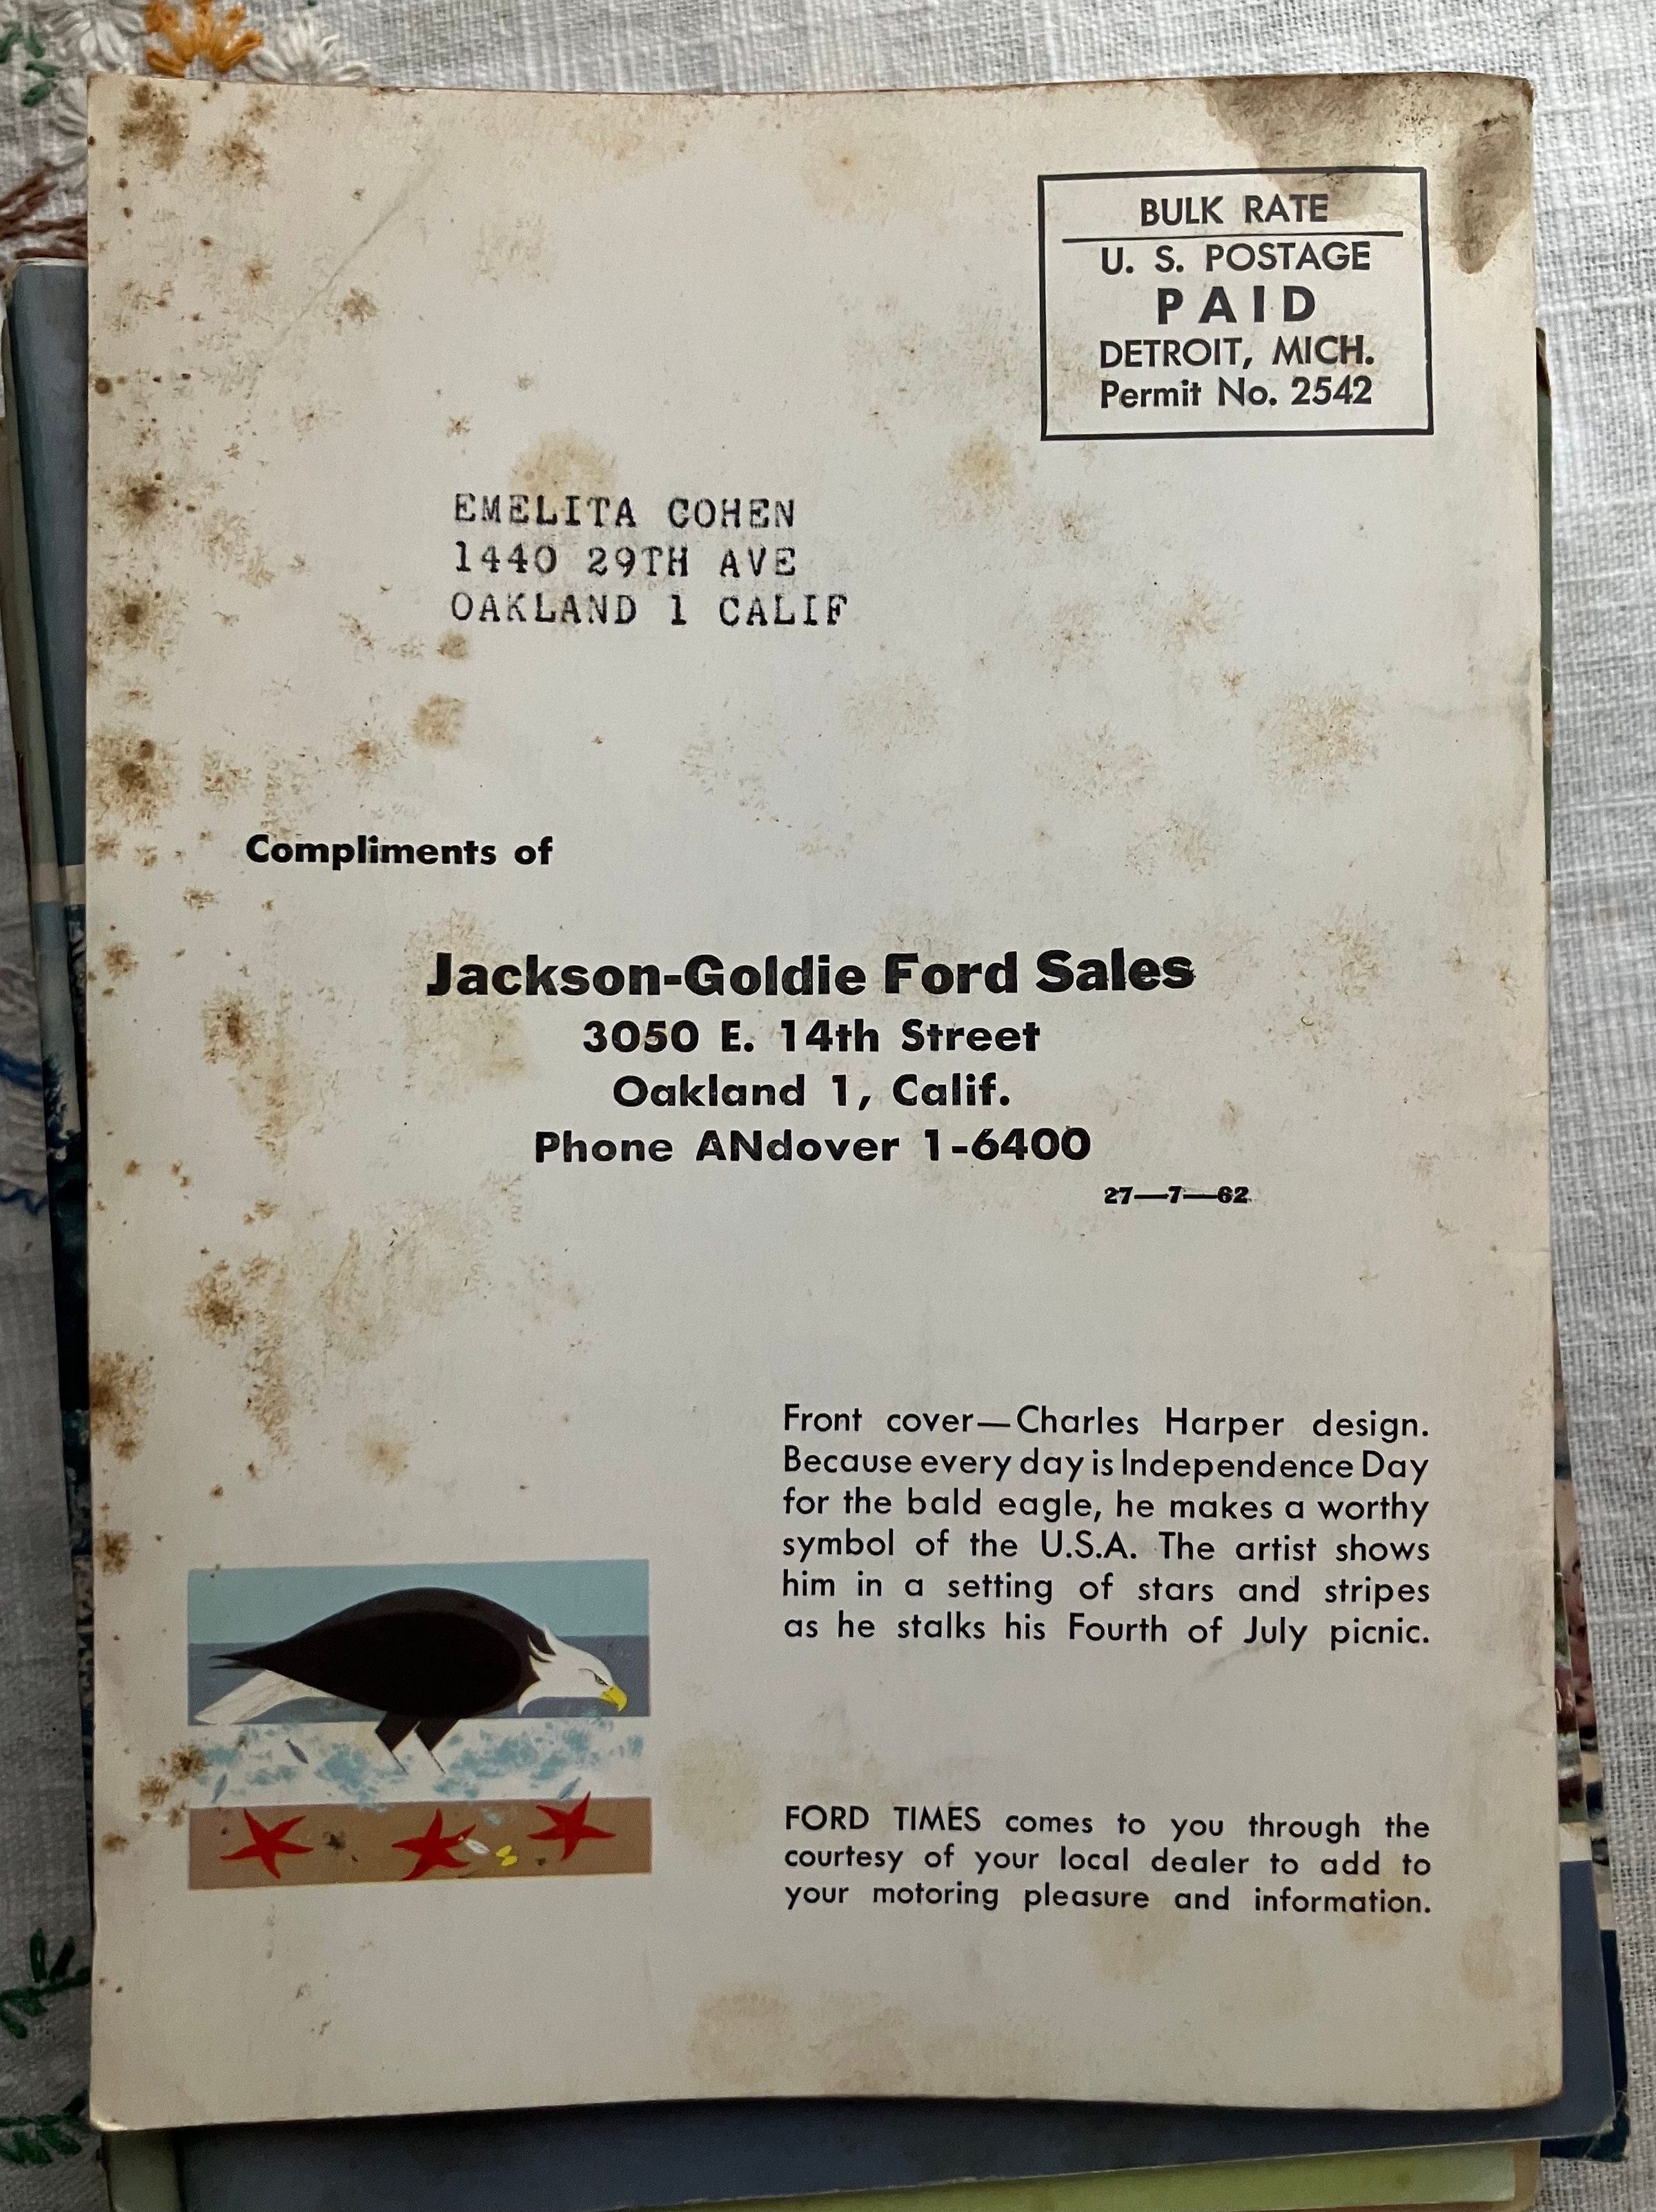 BULK RATE
U. S. POSTAGE
PAID
DETROIT, MICH.
Permit No. 2542
EMELITA COHEN
1440 29TH AVE
OAKLAND 1 CALIF
Compliments of
Jackson-Goldie Ford Sales
3050 E. 14th Street
Oakland 1, Calif.
Phone ANdover 1-6400
27—7—62
Front cover—Charles Harper design.
Because every day is Independence Day
for the bald eagle, he makes a worthy
symbol of the U.S.A. The artist shows
him in a setting of stars and stripes
as he stalks his Fourth of July picnic.
FORD TIMES comes to you through the
courtesy of your local dealer to add to
your motoring pleasure and information.